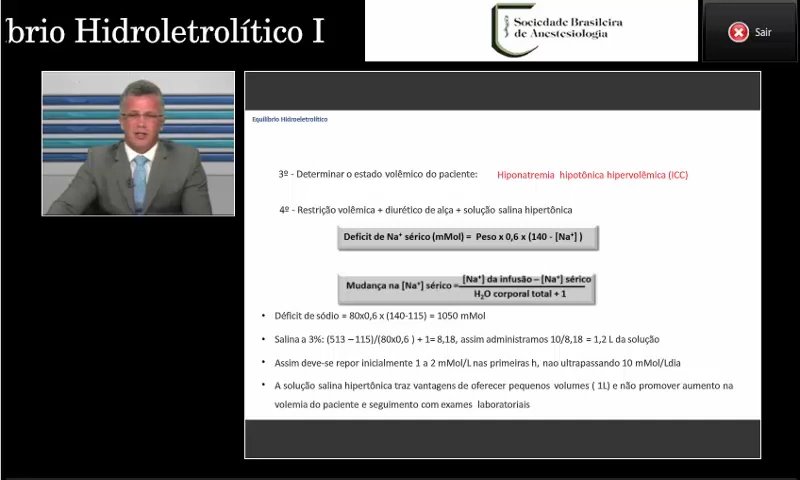 brio Hidroletrolítico I
Sociedade Brasileira
de Anestesiologia
Sair
Equilíbrio Hidroeletrolítico
3º - Determinar o estado volêmico do paciente: Hiponatremia hipotônica hipervolêmica (ICC)
4º - Restrição volêmica + diurético de alça + solução salina hipertônica
Deficit de Na⁺ sérico (mMol) = Peso x 0,6 x (140 - [Na⁺] )
Mudança na [Na⁺] sérico = [Na⁺] da infusão – [Na⁺] sérico
H₂O corporal total + 1
• Déficit de sódio = 80x0,6 x (140-115) = 1050 mMol
• Salina a 3%: (513 – 115)/(80x0,6 ) + 1= 8,18, assim administramos 10/8,18 = 1,2 L da solução
• Assim deve-se repor inicialmente 1 a 2 mMol/L nas primeiras h, nao ultrapassando 10 mMol/Ldia
• A solução salina hipertônica traz vantagens de oferecer pequenos volumes ( 1L) e não promover aumento na
volemia do paciente e seguimento com exames laboratoriais